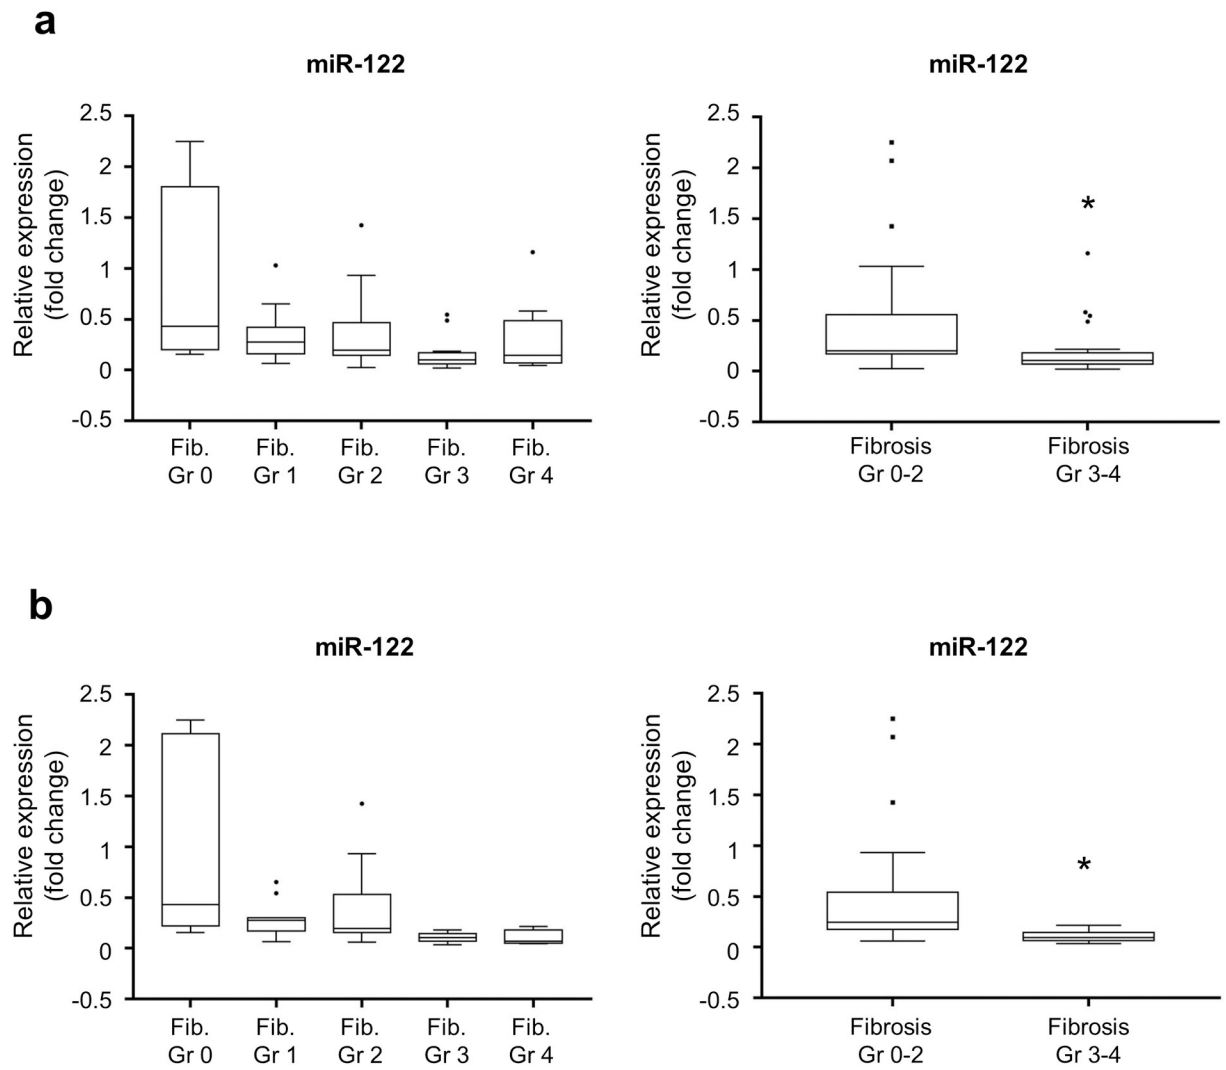 a
miR-122
Relative expression
(fold change)
2.5
2
1.5
1
0.5
0
-0.5
Fib. Fib. Fib. Fib. Fib.
Gr 0 Gr 1 Gr 2 Gr 3 Gr 4
miR-122
Relative expression
(fold change)
2.5
2
1.5
1
0.5
0
-0.5
*
Fibrosis Fibrosis
Gr 0-2 Gr 3-4
b
miR-122
Relative expression
(fold change)
2.5
2
1.5
1
0.5
0
-0.5
Fib. Fib. Fib. Fib. Fib.
Gr 0 Gr 1 Gr 2 Gr 3 Gr 4
miR-122
Relative expression
(fold change)
2.5
2
1.5
1
0.5
0
-0.5
*
Fibrosis Fibrosis
Gr 0-2 Gr 3-4